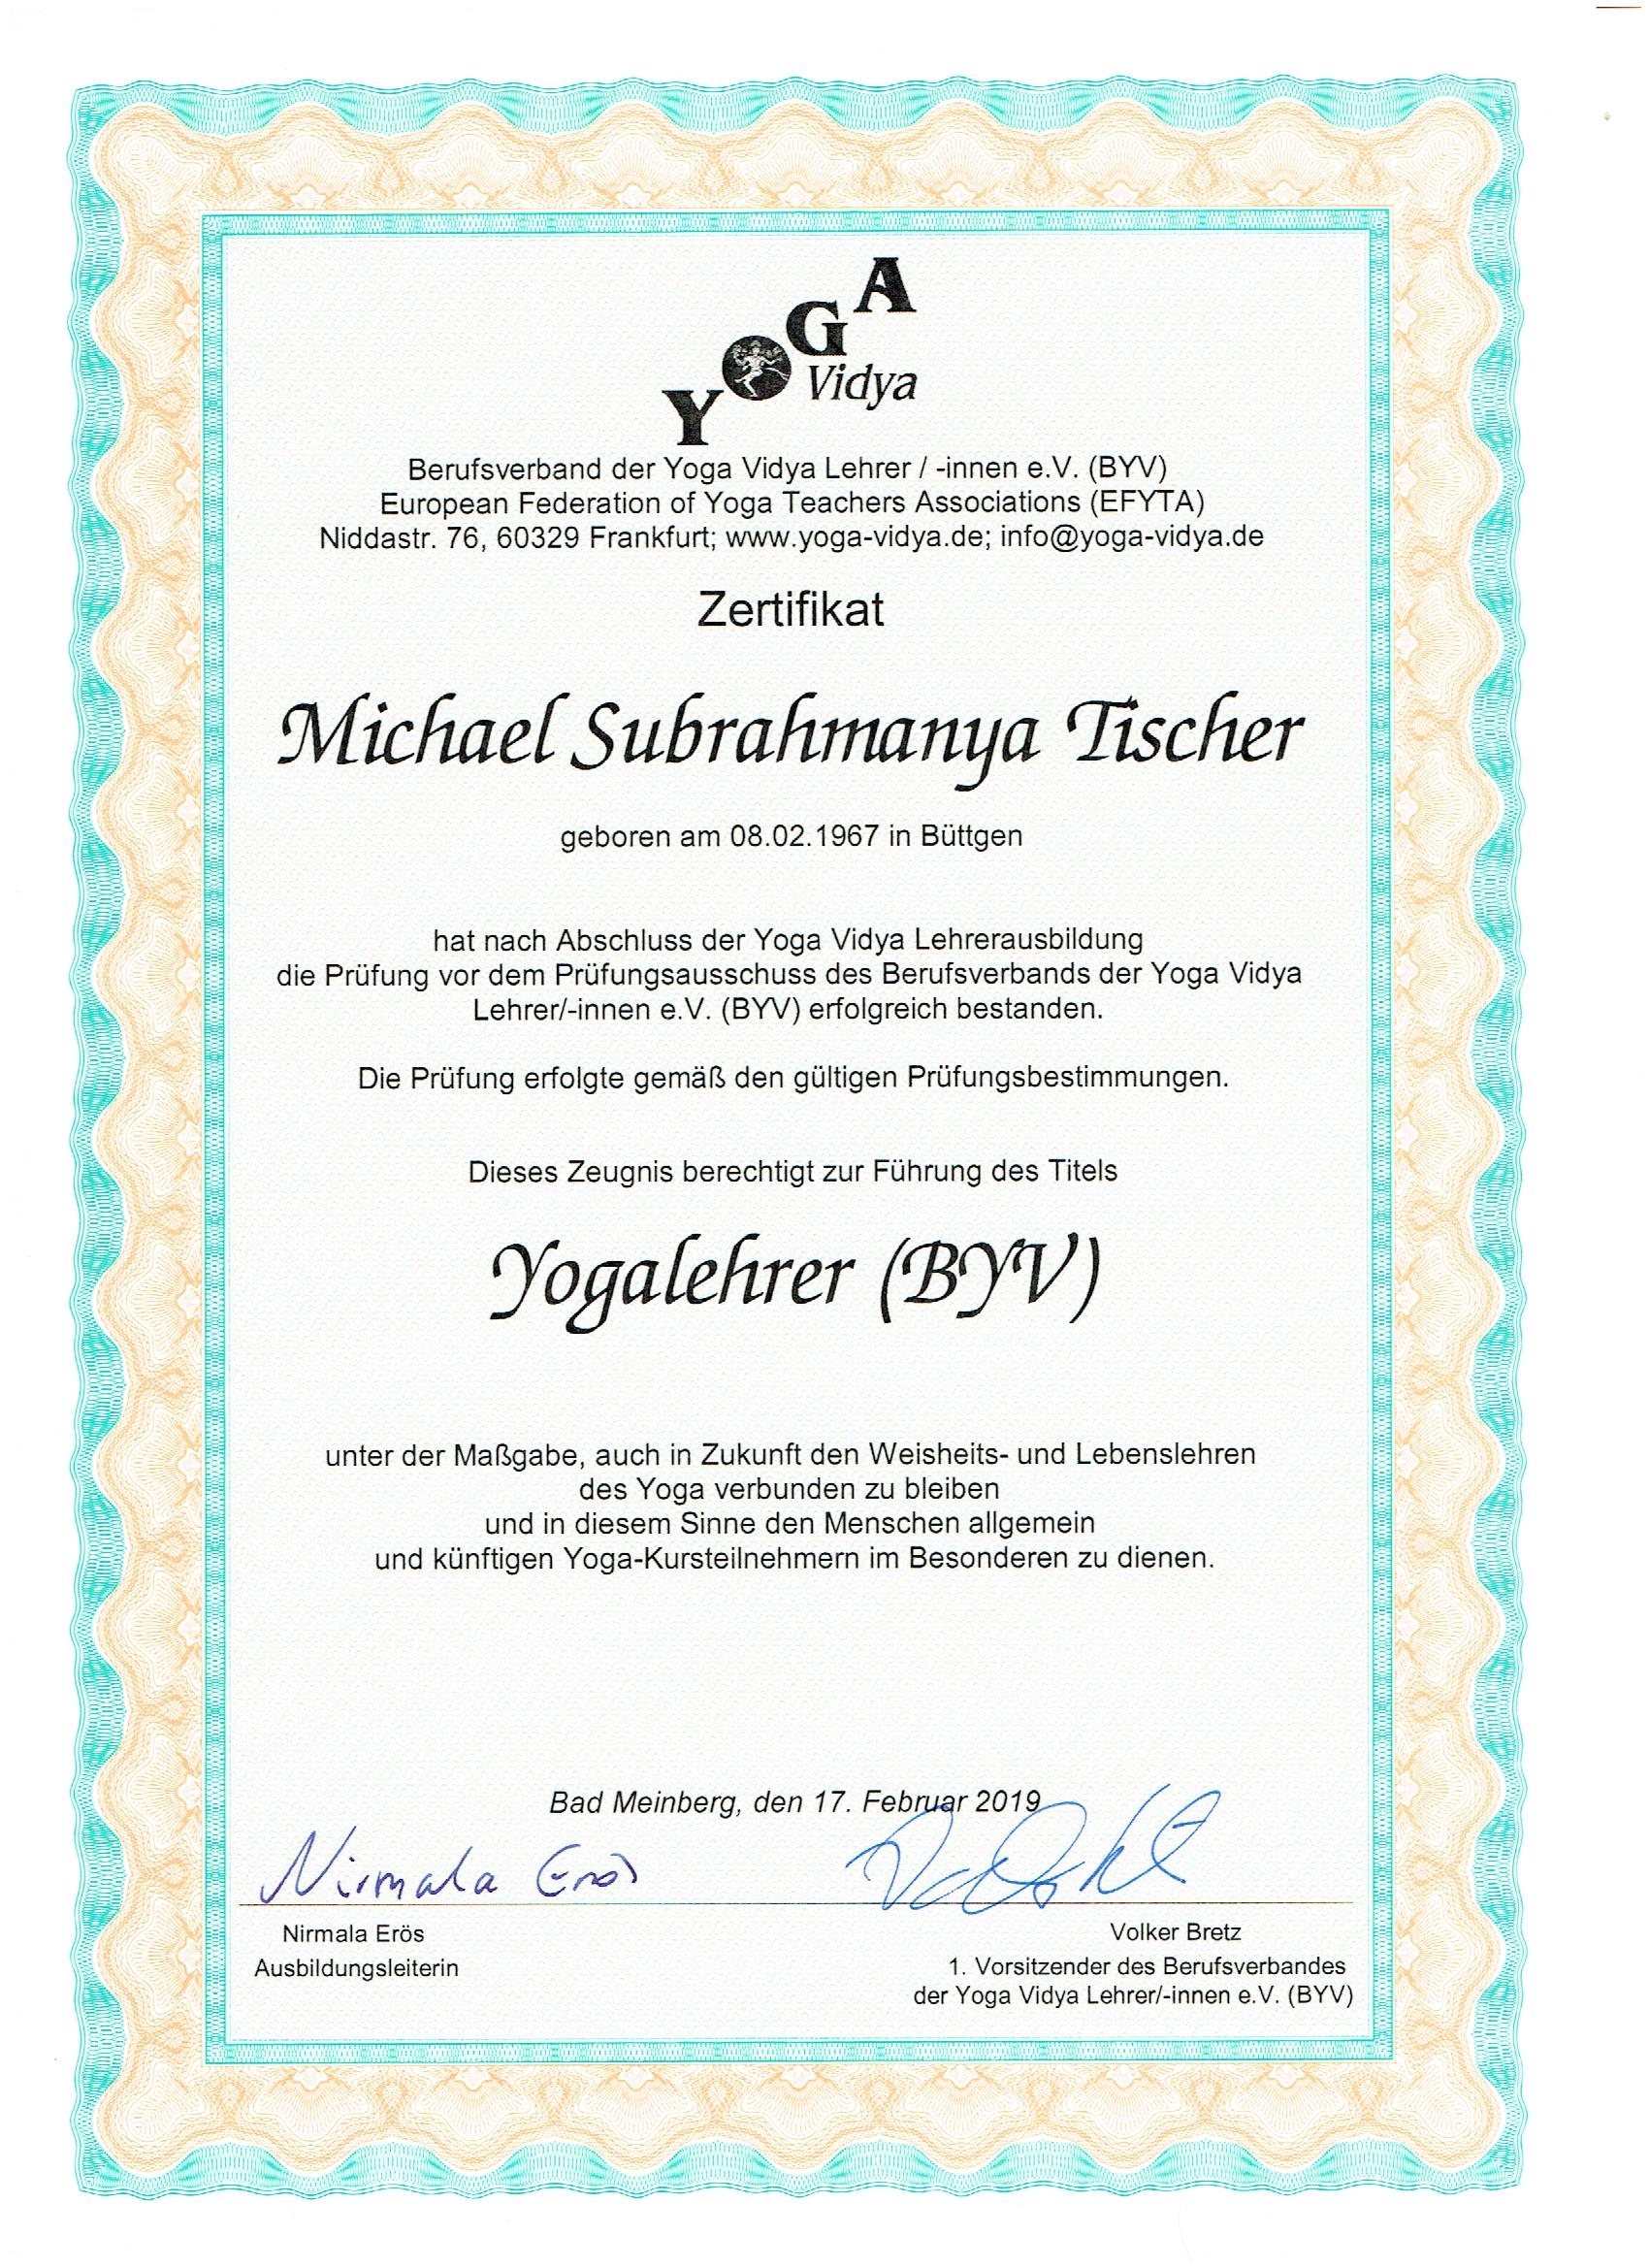 YOGA
Vidya
Berufsverband der Yoga Vidya Lehrer / -innen e.V. (BYV)
European Federation of Yoga Teachers Associations (EFYTA)
Niddastr. 76, 60329 Frankfurt; www.yoga-vidya.de; info@yoga-vidya.de
Zertifikat
Michael Subrahmanya Tischer
geboren am 08.02.1967 in Büttgen
hat nach Abschluss der Yoga Vidya Lehrerausbildung
die Prüfung vor dem Prüfungsausschuss des Berufsverbands der Yoga Vidya
Lehrer/-innen e.V. (BYV) erfolgreich bestanden.
Die Prüfung erfolgte gemäß den gültigen Prüfungsbestimmungen.
Dieses Zeugnis berechtigt zur Führung des Titels
Yogalehrer (BYV)
unter der Maßgabe, auch in Zukunft den Weisheits- und Lebenslehren
des Yoga verbunden zu bleiben
und in diesem Sinne den Menschen allgemein
und künftigen Yoga-Kursteilnehmern im Besonderen zu dienen.
Bad Meinberg, den 17. Februar 2019
Nirmala Erös
Nirmala Erös
Volker Bretz
Ausbildungsleiterin
1. Vorsitzender des Berufsverbandes
der Yoga Vidya Lehrer/-innen e.V. (BYV)